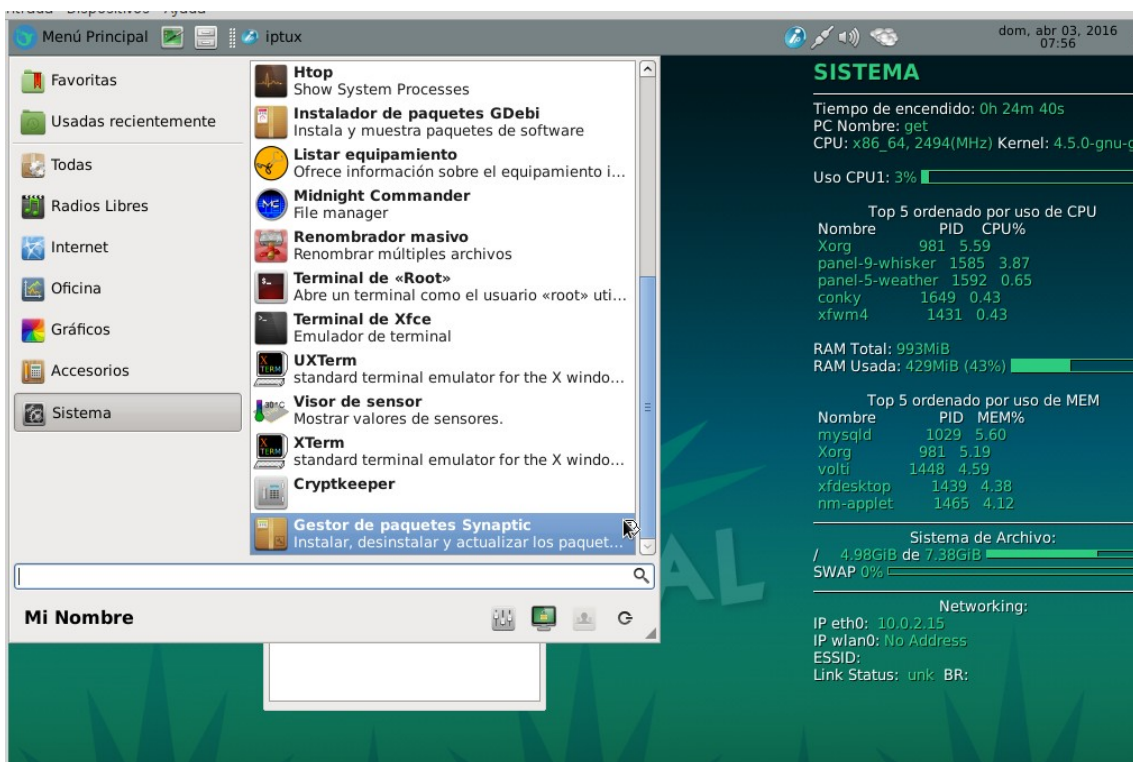 Entrada Dispositivos Ayuda
Menú Principal
iptux
dom, abr 03, 2016
07:56
Favoritas
Usadas recientemente
Todas
Radios Libres
Internet
Oficina
Gráficos
Accesorios
Sistema
Htop
Show System Processes
Instalador de paquetes GDebi
Instala y muestra paquetes de software
Listar equipamiento
Ofrece información sobre el equipamiento i...
Midnight Commander
File manager
Renombrador masivo
Renombrar múltiples archivos
Terminal de «Root»
Abre un terminal como el usuario «root» uti...
Terminal de Xfce
Emulador de terminal
UXTerm
standard terminal emulator for the X windo...
Visor de sensor
Mostrar valores de sensores.
XTerm
standard terminal emulator for the X windo...
Cryptkeeper
Gestor de paquetes Synaptic
Instalar, desinstalar y actualizar los paquet...
Mi Nombre
SISTEMA
Tiempo de encendido: 0h 24m 40s
PC Nombre: get
CPU: x86_64, 2494(MHz) Kernel: 4.5.0-gnu-g
Uso CPU1: 3%
Top 5 ordenado por uso de CPU
Nombre PID CPU%
Xorg 981 5.59
panel-9-whisker 1585 3.87
panel-5-weather 1592 0.65
conky 1649 0.43
xfwm4 1431 0.43
RAM Total: 993MiB
RAM Usada: 429MiB (43%)
Top 5 ordenado por uso de MEM
Nombre PID MEM%
mysqld 1029 5.60
Xorg 981 5.19
volti 1448 4.59
xfdesktop 1439 4.38
nm-applet 1465 4.12
Sistema de Archivo:
/ 4.98GiB de 7.38GiB
SWAP 0%
Networking:
IP eth0: 10.0.2.15
IP wlan0: No Address
ESSID:
Link Status: unk BR:
AL